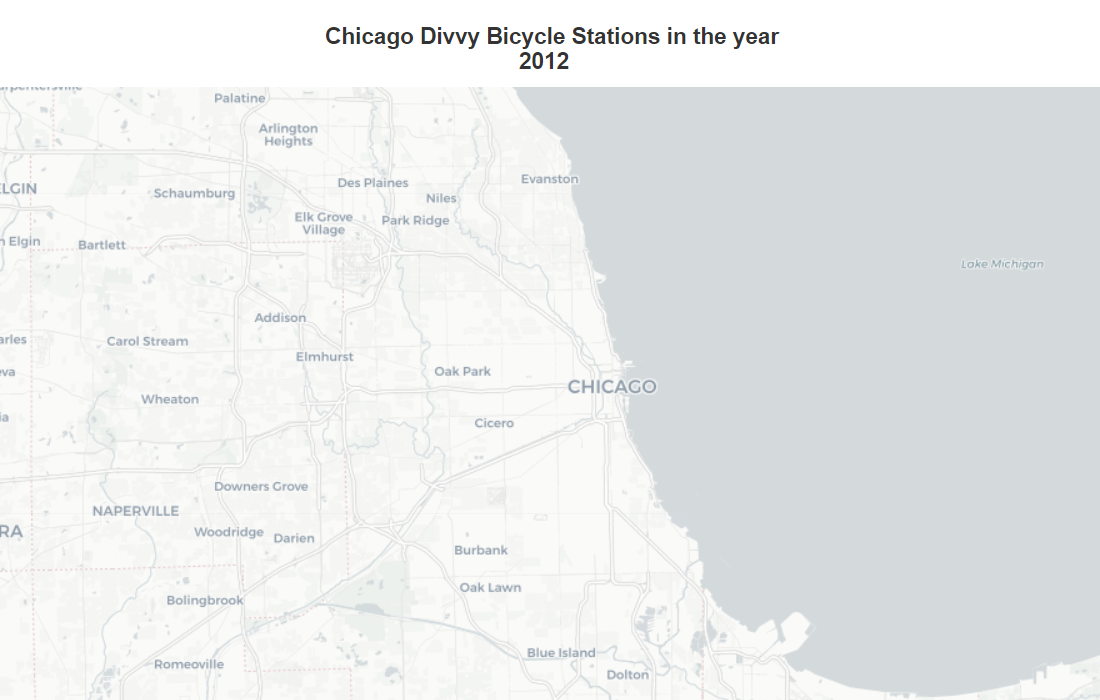 Chicago Divvy Bicycle Stations in the year
2012
Palatine
Arlington
Heights
Evanston
Des Plaines
Schaumburg
Niles
Elk Grove
Village
Park Ridge
Bartlett
Lake Michigan
Addison
Carol Stream
Elmhurst
Oak Park
CHICAGO
Wheaton
Cicero
Downers Grove
NAPERVILLE
Woodridge
Darien
Burbank
Oak Lawn
Bolingbrook
Blue Island
Romeoville
Dolton